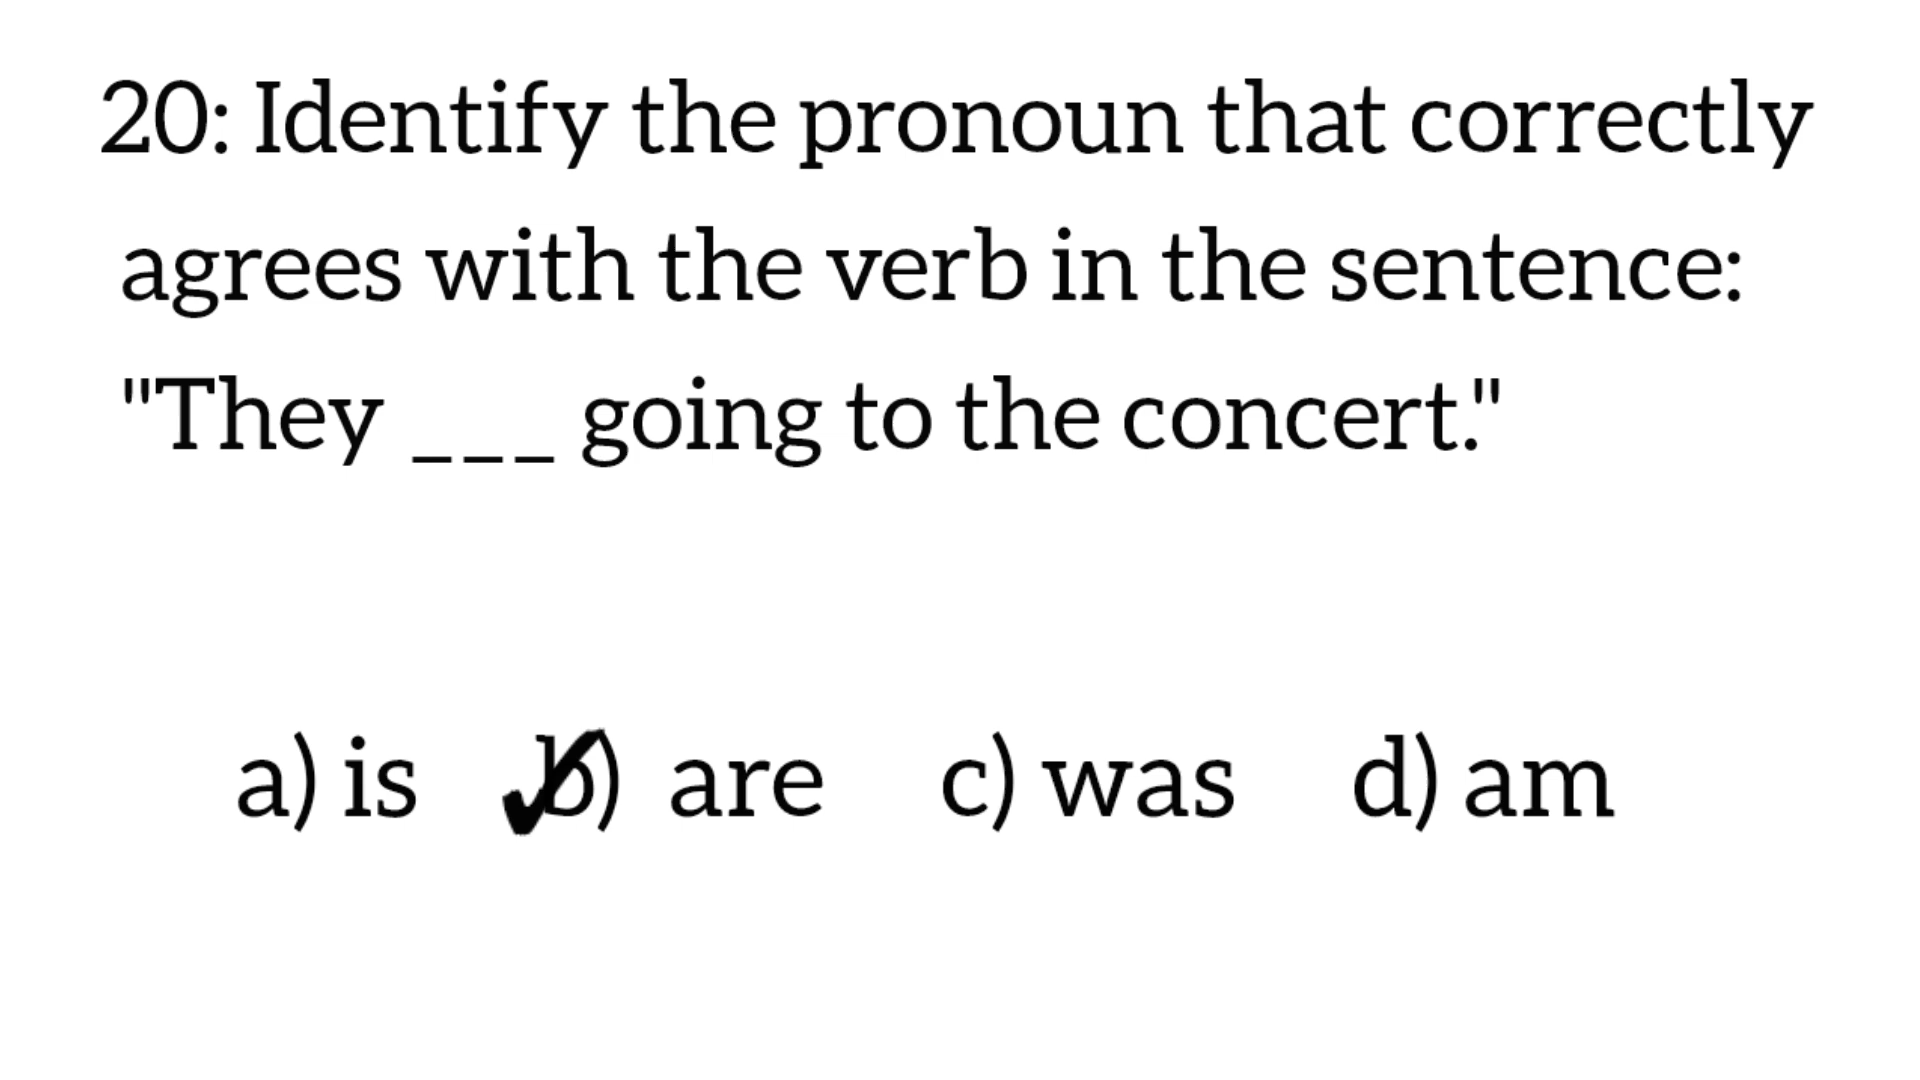 20: Identify the pronoun that correctly
agrees with the verb in the sentence:
"They ___ going to the concert."
a) is b) are c) was d) am